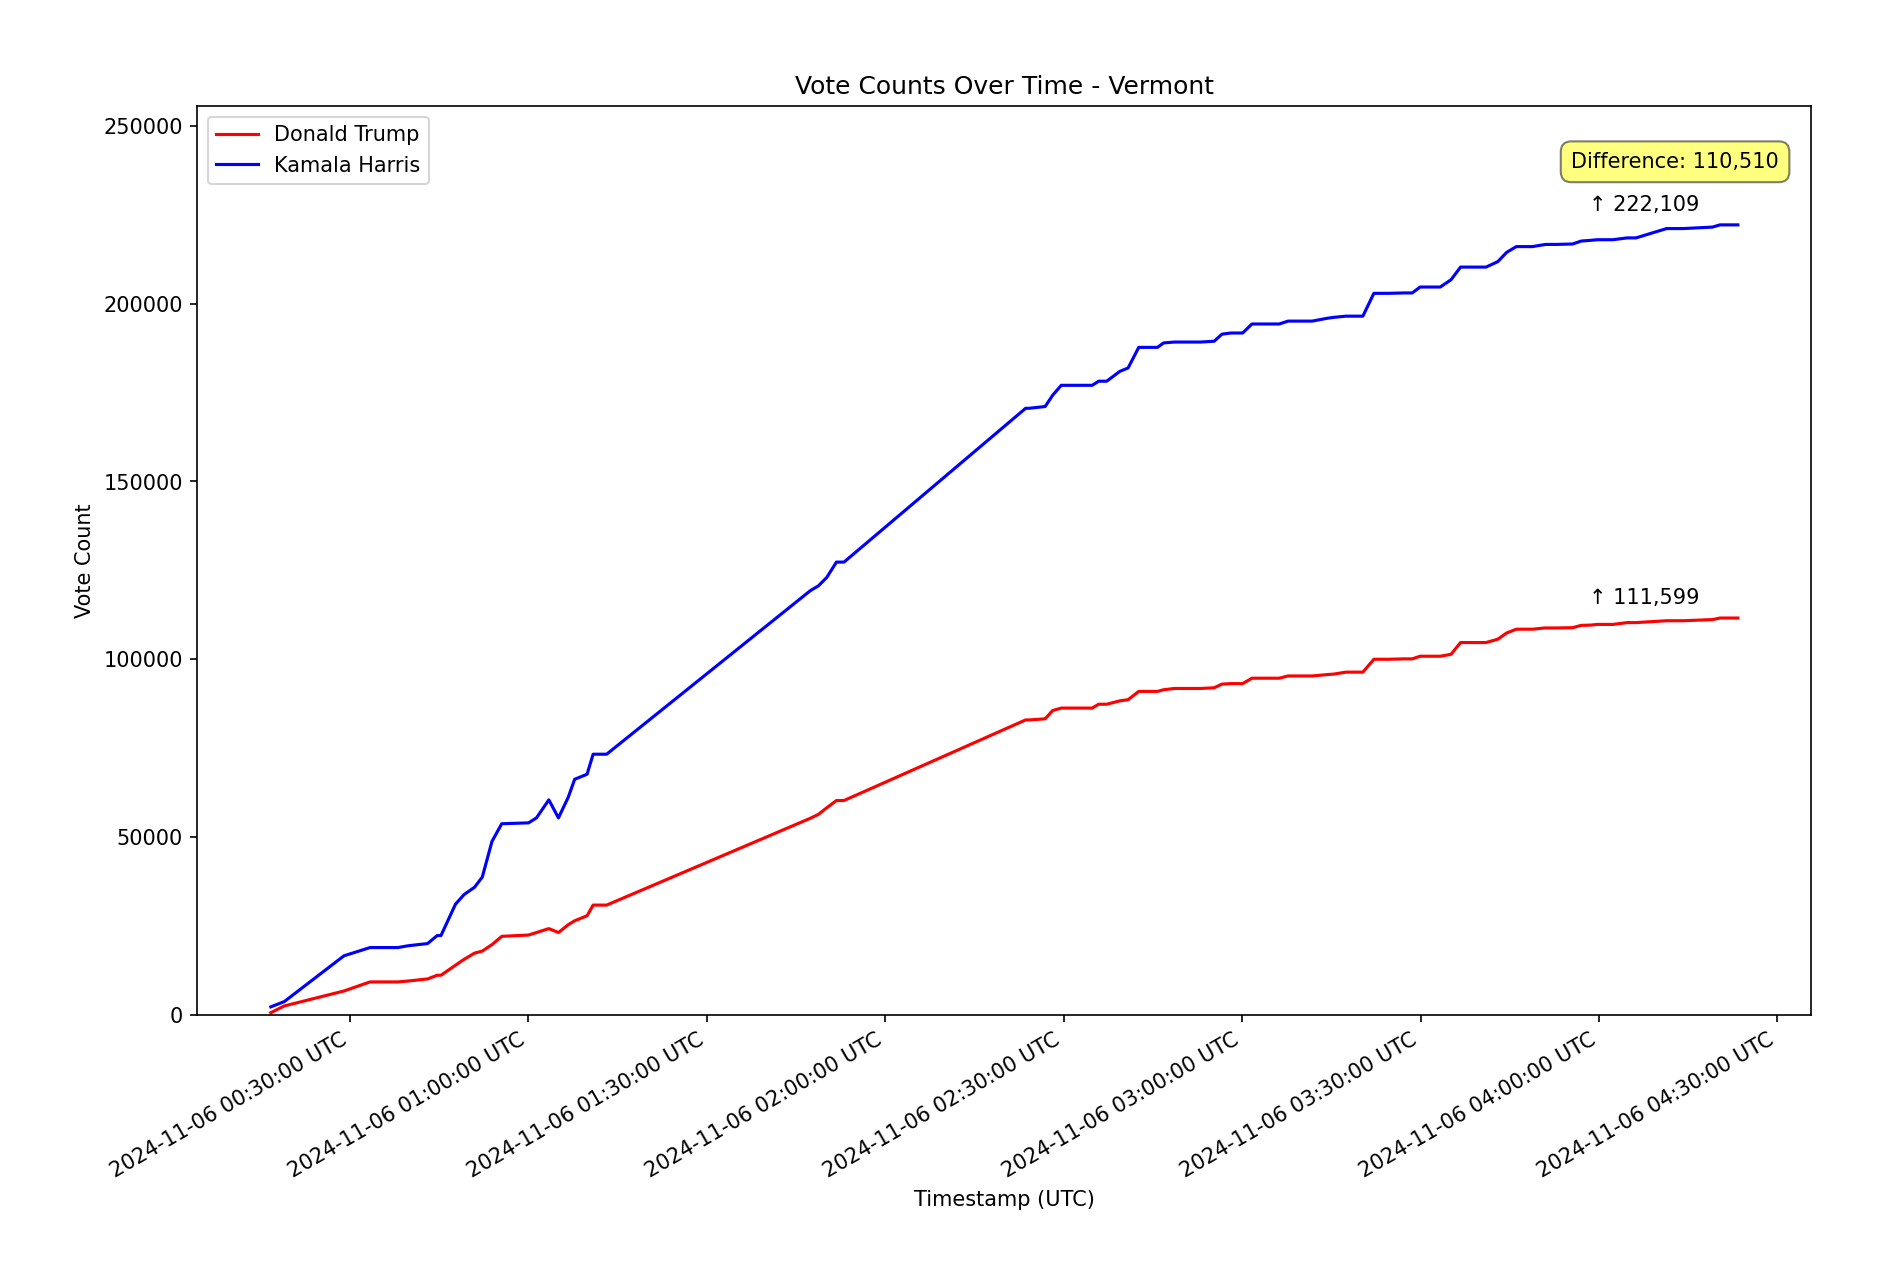 Vote Counts Over Time - Vermont
Donald Trump
Kamala Harris
Difference: 110,510
↑ 222,109
↑ 111,599
Vote Count
250000
200000
150000
100000
50000
0
2024-11-06 00:30:00 UTC
2024-11-06 01:00:00 UTC
2024-11-06 01:30:00 UTC
2024-11-06 02:00:00 UTC
2024-11-06 02:30:00 UTC
2024-11-06 03:00:00 UTC
2024-11-06 03:30:00 UTC
2024-11-06 04:00:00 UTC
2024-11-06 04:30:00 UTC
Timestamp (UTC)